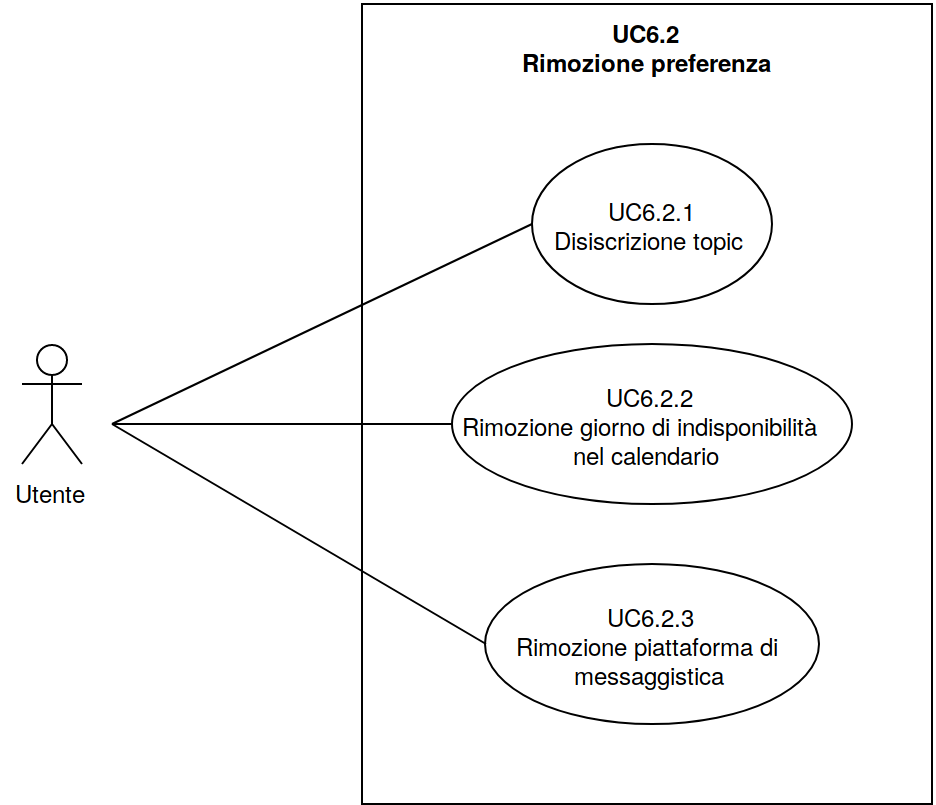 UC6.2
Rimozione preferenza
UC6.2.1
Disiscrizione topic
UC6.2.2
Rimozione giorno di indisponibilità
nel calendario
Utente
UC6.2.3
Rimozione piattaforma di
messaggistica